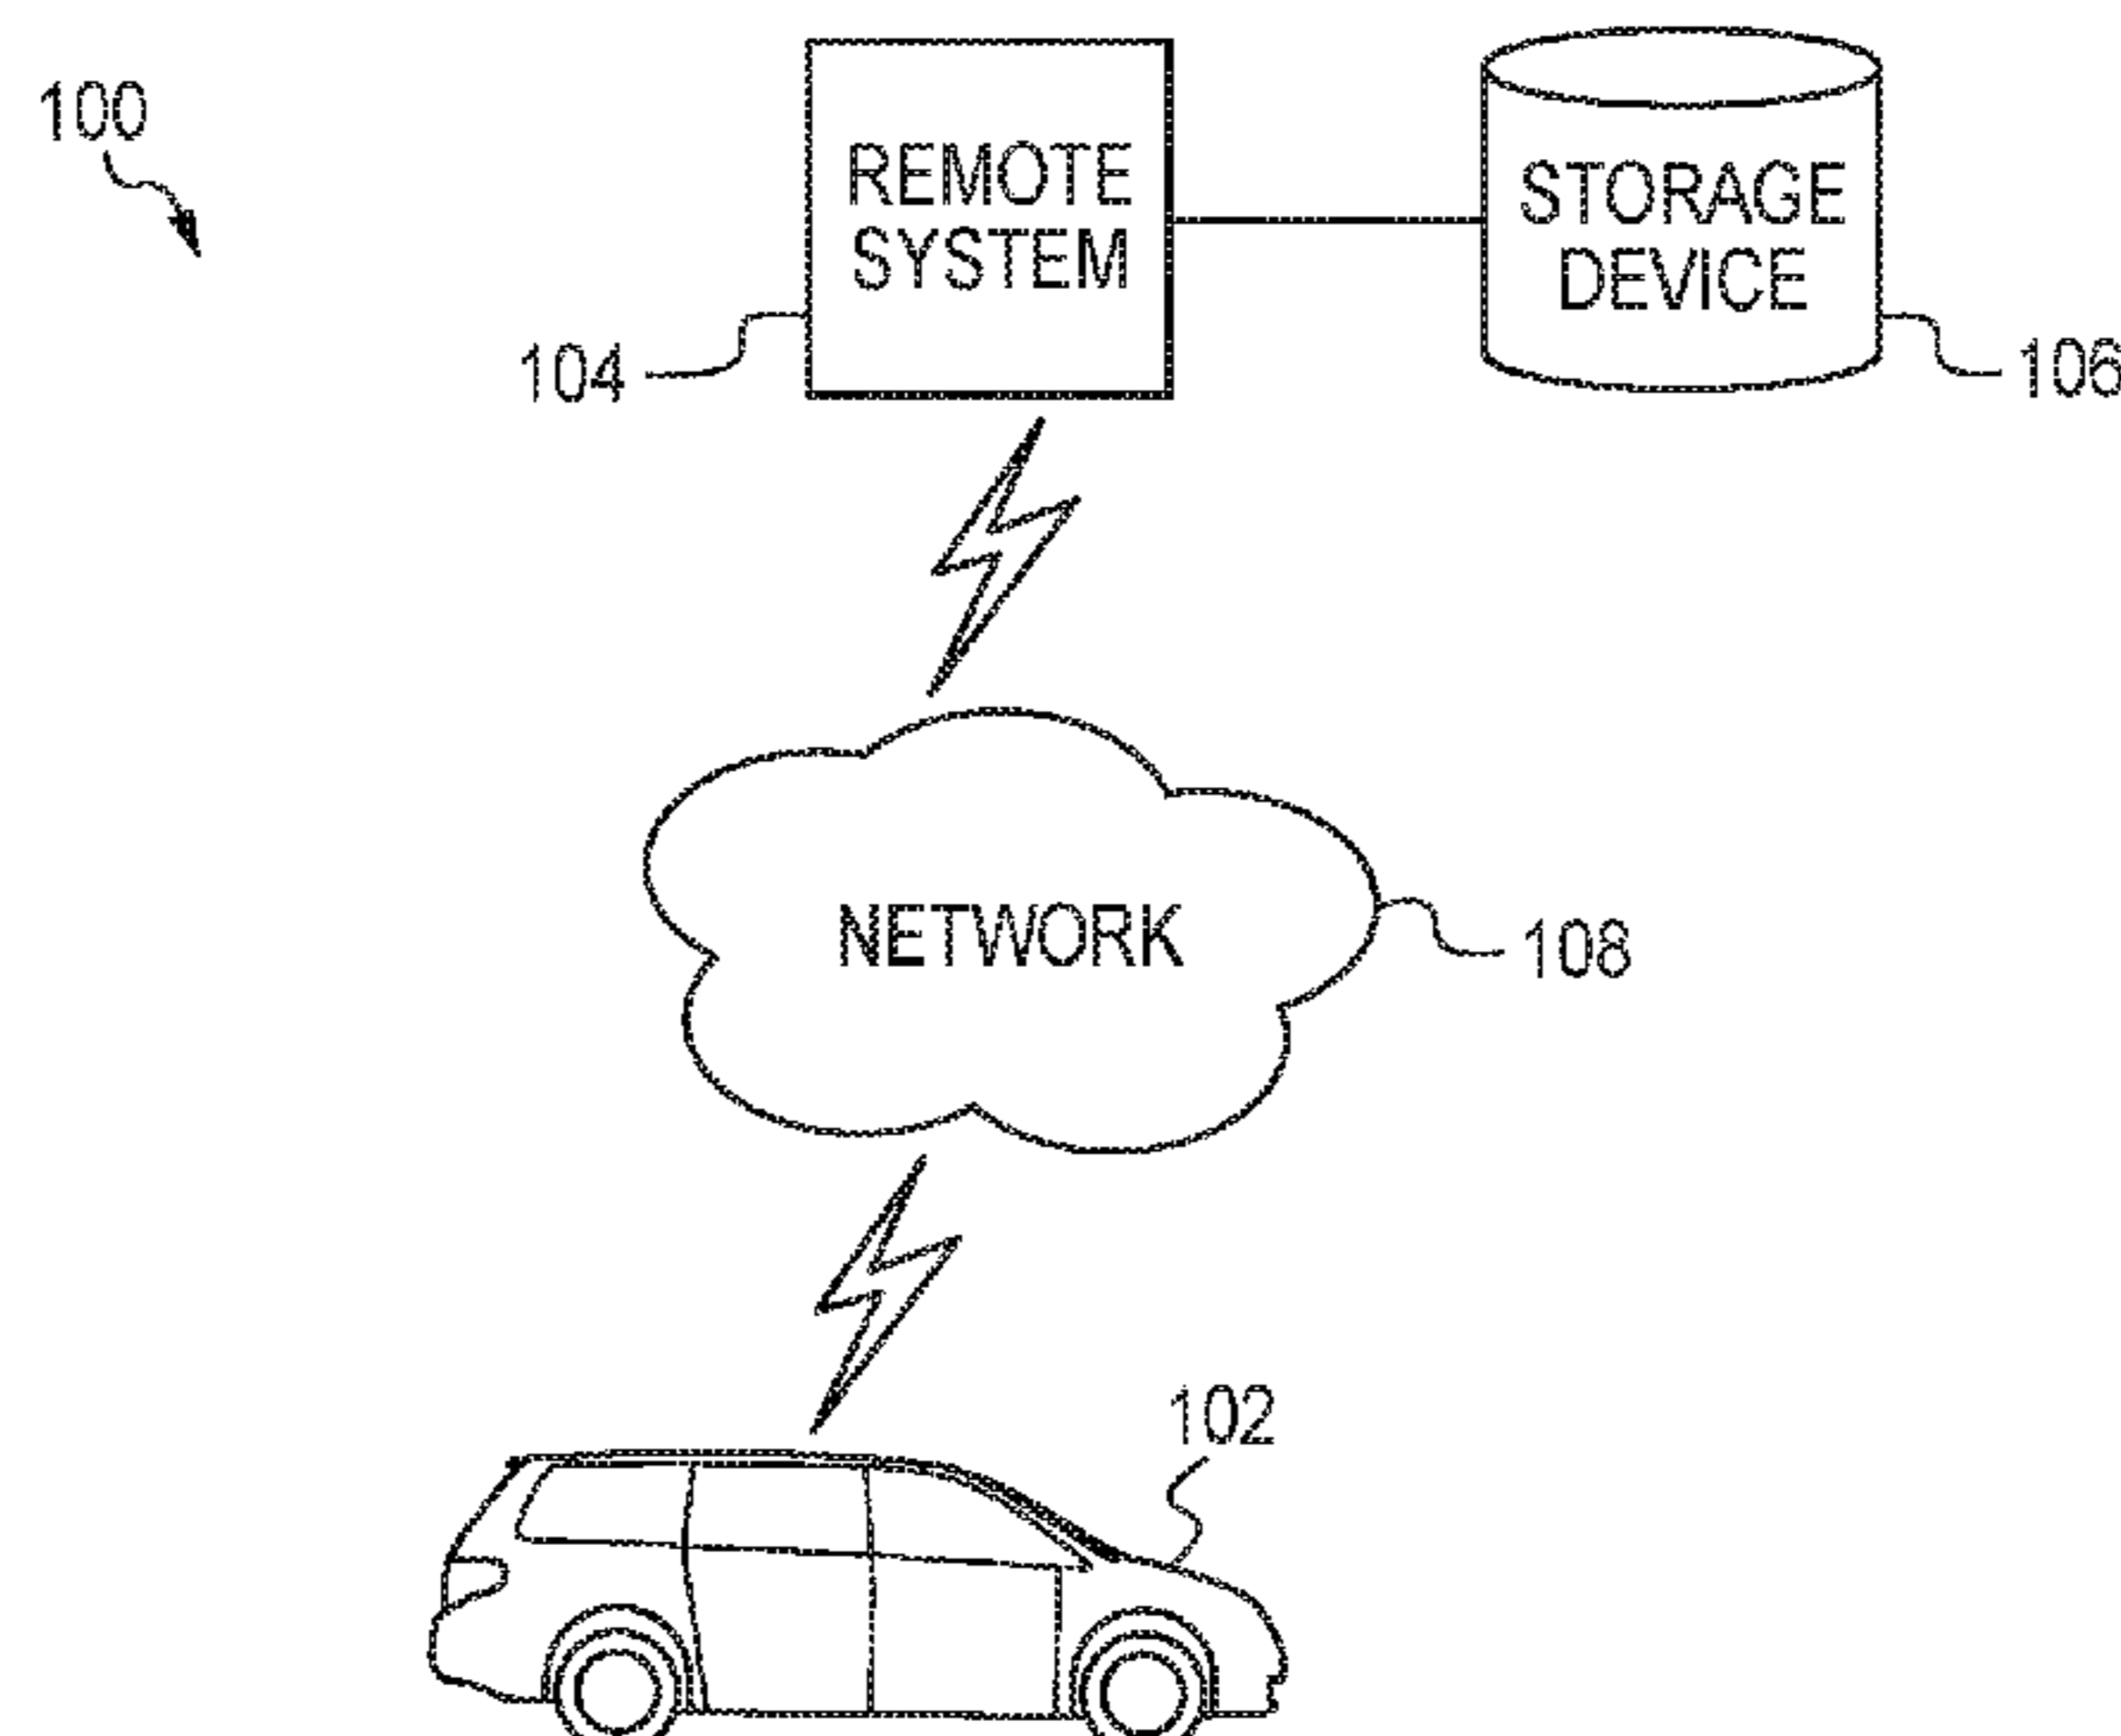 100
REMOTE
SYSTEM
STORAGE
DEVICE
104
106
NETWORK
108
102